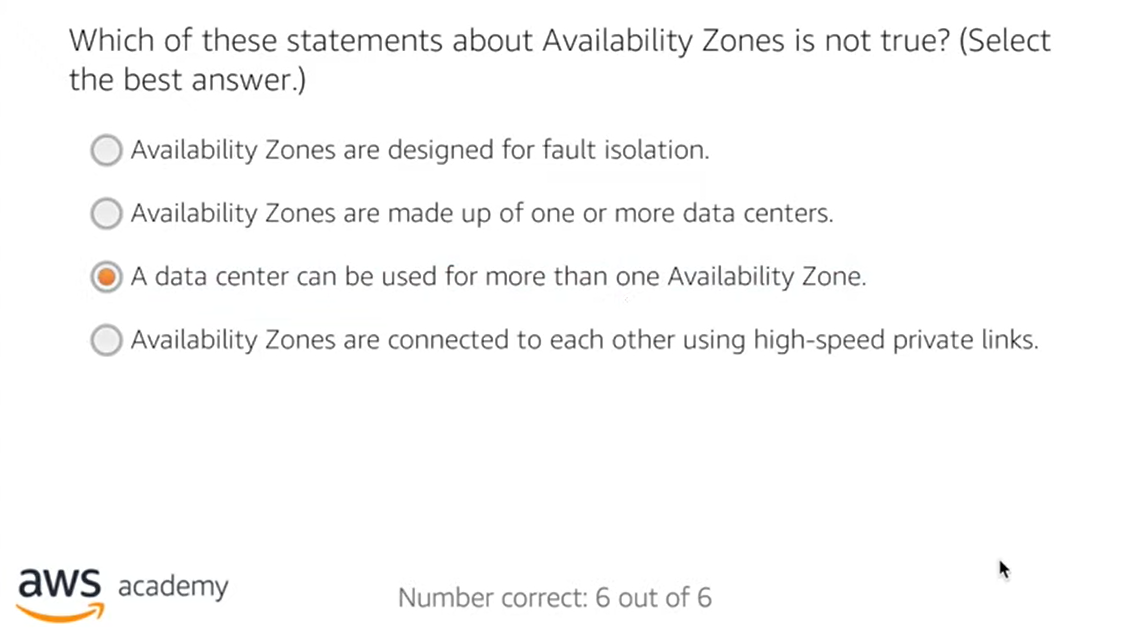 Which of these statements about Availability Zones is not true? (Select
the best answer.)
Availability Zones are designed for fault isolation.
Availability Zones are made up of one or more data centers.
A data center can be used for more than one Availability Zone.
Availability Zones are connected to each other using high-speed private links.
aws academy
Number correct: 6 out of 6